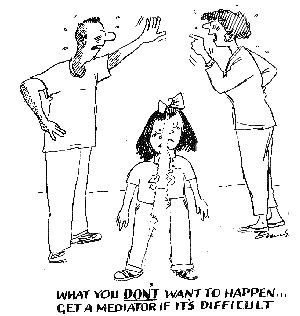 WHAT YOU DON'T WANT TO HAPPEN...
GET A MEDIATOR IF IT'S DIFFICULT